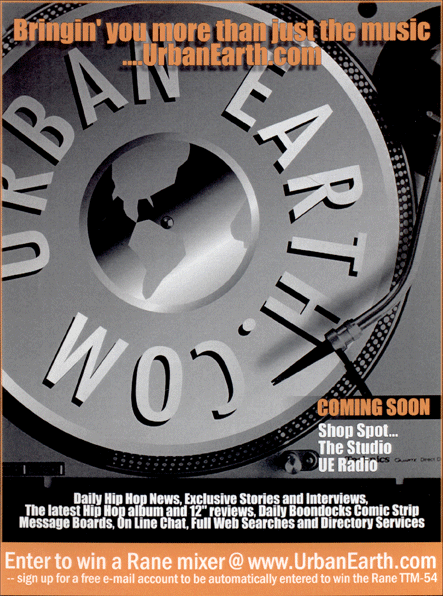 Bringin' you more than just the music
....UrbanEarth.com
URBAN EARTH.COM
COMING SOON
Shop Spot...
The Studio
UE Radio
Daily Hip Hop News, Exclusive Stories and Interviews,
The latest Hip Hop album and 12" reviews, Daily Boondocks Comic Strip
Message Boards, On Line Chat, Full Web Searches and Directory Services
Enter to win a Rane mixer @ www.UrbanEarth.com
-- sign up for a free e-mail account to be automatically entered to win the Rane TTM-54